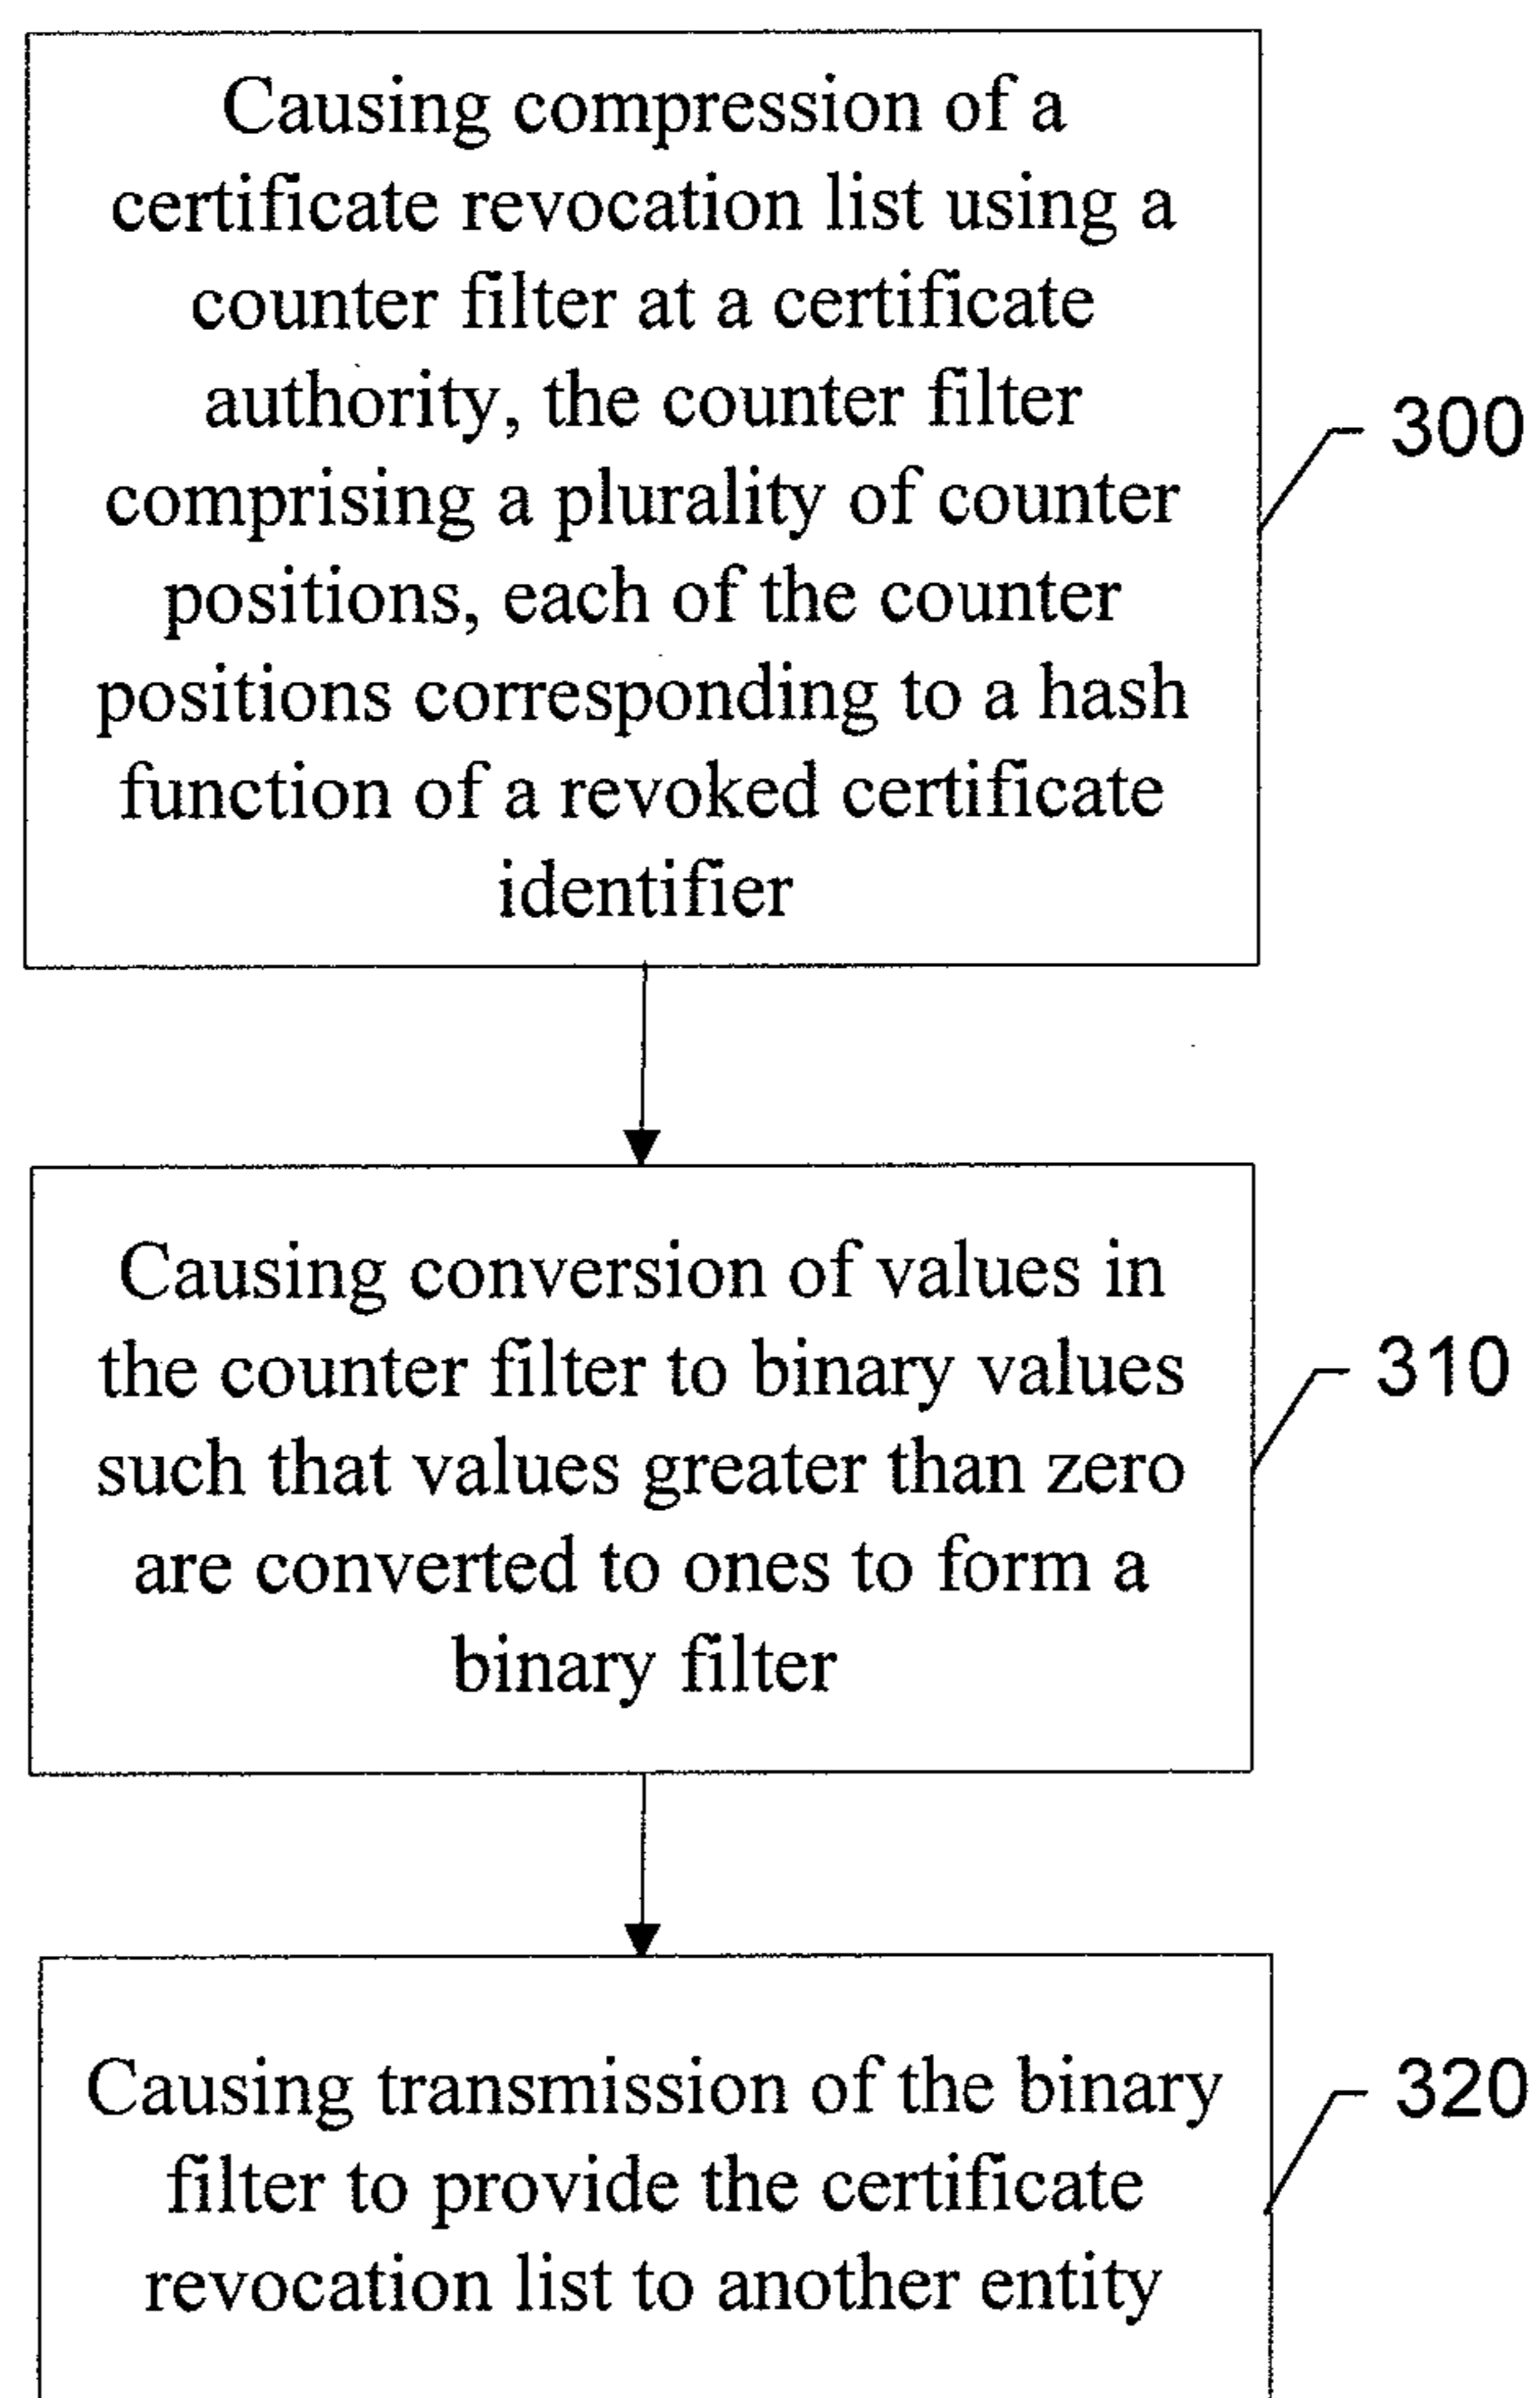 Causing compression of a
certificate revocation list using a
counter filter at a certificate
authority, the counter filter
comprising a plurality of counter
positions, each of the counter
positions corresponding to a hash
function of a revoked certificate
identifier
300
Causing conversion of values in
the counter filter to binary values
such that values greater than zero
are converted to ones to form a
binary filter
310
Causing transmission of the binary
filter to provide the certificate
revocation list to another entity
320